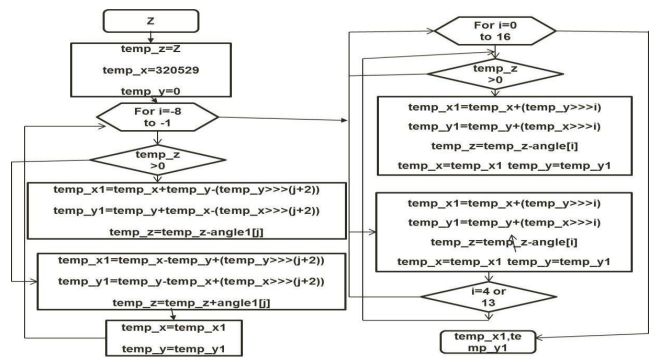 Z
temp_z=Z
temp_x=320529
temp_y=0
For i=-8
to -1
temp_z
>0
temp_x1=temp_x+temp_y-(temp_y>>>(j+2))
temp_y1=temp_y+temp_x-(temp_x>>>(j+2))
temp_z=temp_z-angle1[j]
temp_x1=temp_x-temp_y+(temp_y>>>(j+2))
temp_y1=temp_y-temp_x+(temp_x>>>(j+2))
temp_z=temp_z+angle1[j]
temp_x=temp_x1
temp_y=temp_y1
For i=0
to 16
temp_z
>0
temp_x1=temp_x+(temp_y>>>i)
temp_y1=temp_y+(temp_x>>>i)
temp_z=temp_z-angle[i]
temp_x=temp_x1 temp_y=temp_y1
temp_x1=temp_x+(temp_y>>>i)
temp_y1=temp_y+(temp_x>>>i)
temp_z=temp_z-angle[i]
temp_x=temp_x1 temp_y=temp_y1
i=4 or
13
temp_x1,te
mp_y1